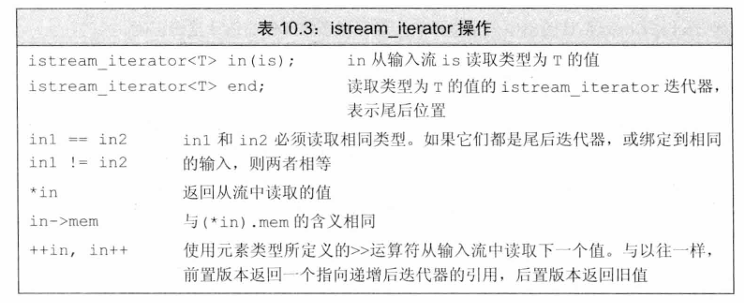 表 10.3：istream_iterator 操作
istream_iterator<T> in(is); in 从输入流 is 读取类型为 T 的值
istream_iterator<T> end; 读取类型为 T 的值的 istream_iterator 迭代器，
表示尾后位置
in1 == in2 in1 和 in2 必须读取相同类型。如果它们都是尾后迭代器，或绑定到相同
in1 != in2 的输入，则两者相等
*in 返回从流中读取的值
in->mem 与(*in).mem 的含义相同
++in, in++ 使用元素类型所定义的>>运算符从输入流中读取下一个值。与以往一样，
前置版本返回一个指向递增后迭代器的引用，后置版本返回旧值